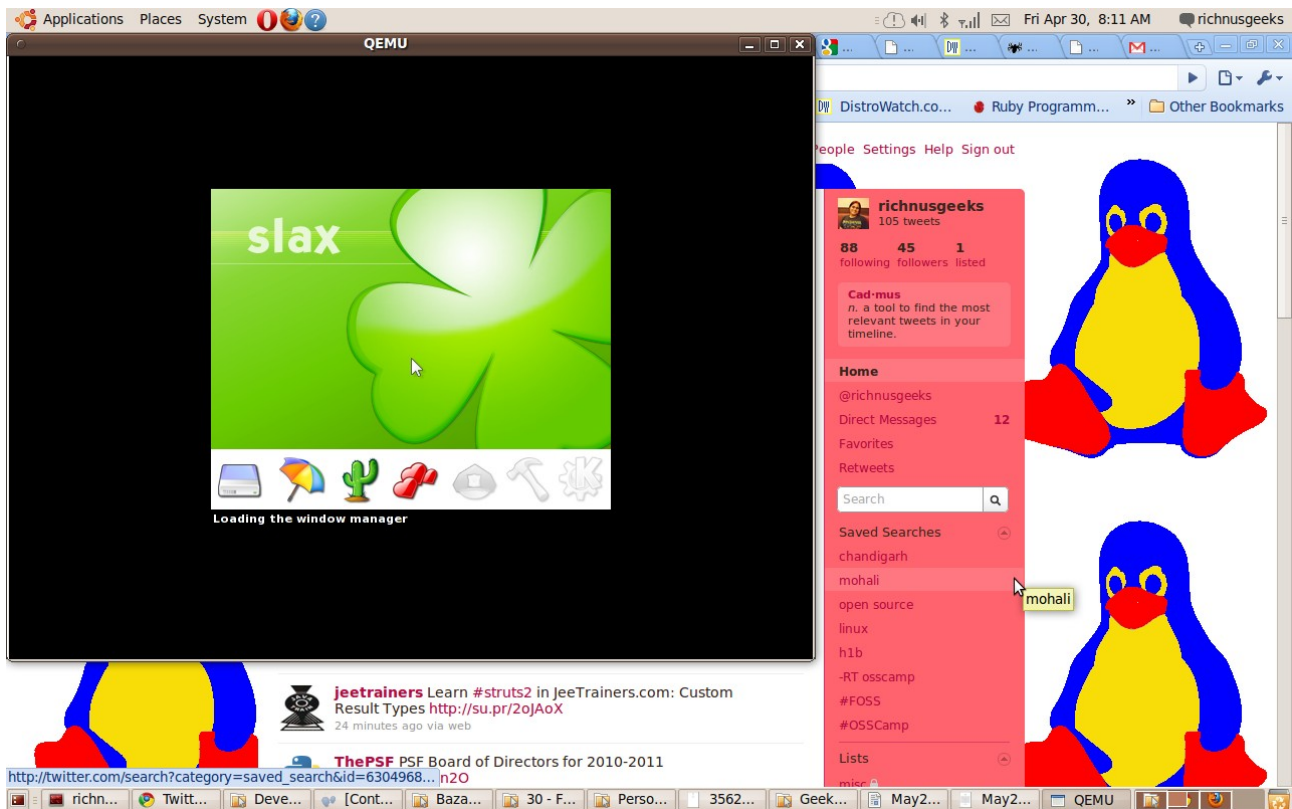 Applications Places System
Fri Apr 30, 8:11 AM
richnusgeeks
QEMU
DistroWatch.co...
Ruby Programm...
»
Other Bookmarks
People Settings Help Sign out
slax
Loading the window manager
richnusgeeks
105 tweets
88 45 1
following followers listed
Cad·mus
n. a tool to find the most
relevant tweets in your
timeline.
Home
@richnusgeeks
Direct Messages 12
Favorites
Retweets
Search
Saved Searches
chandigarh
mohali
mohali
open source
linux
h1b
-RT osscamp
#FOSS
#OSSCamp
Lists
misc
jeetrainers Learn #struts2 in JeeTrainers.com: Custom
Result Types http://su.pr/2oJAoX
24 minutes ago via web
ThePSF PSF Board of Directors for 2010-2011
http://twitter.com/search?category=saved_search&id=6304968...
n2O
richn... Twitt... Deve... [Cont... Baza... 30 - F... Perso... 3562... Geek... May2... May2... QEMU